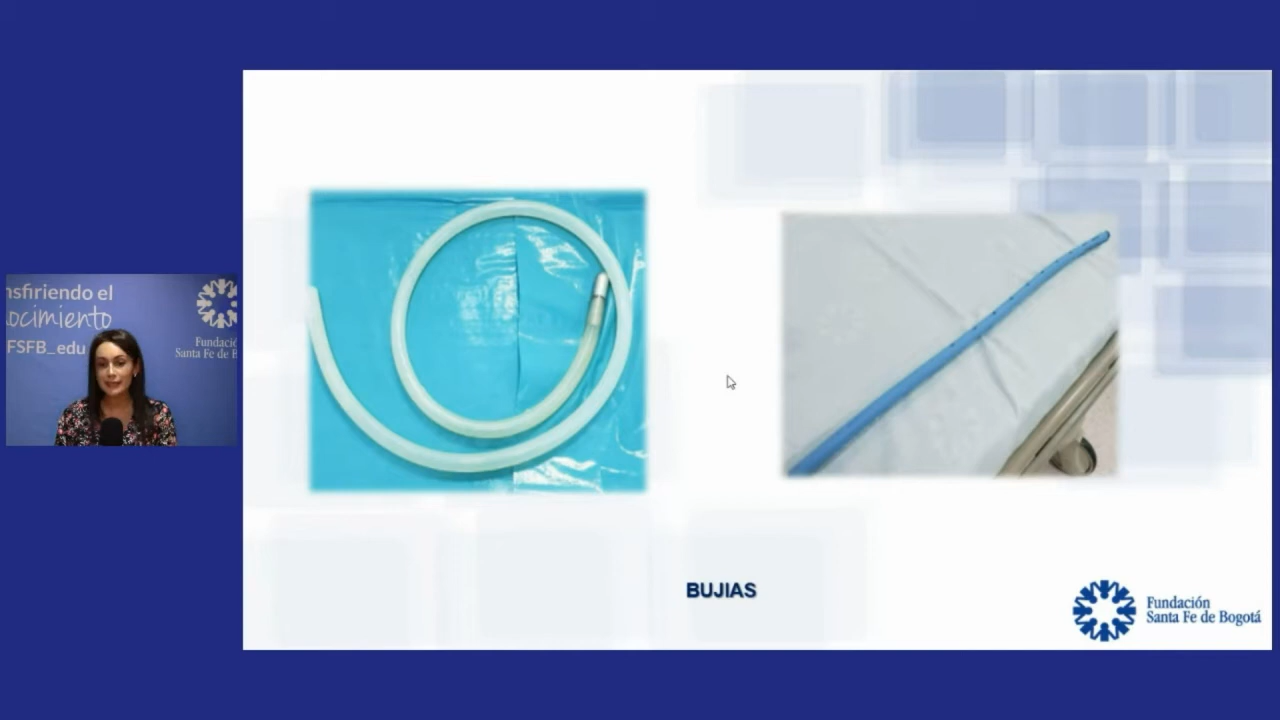 nsfiriendo el
ocimiento
FSFB_edu
Fundació
Santa Fe de B
BUJIAS
Fundación
Santa Fe de Bogotá